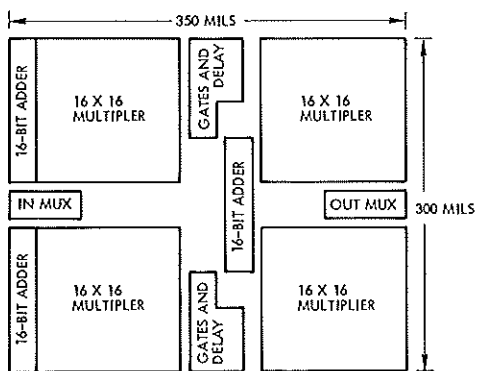 350 MILS
16-BIT ADDER
16 X 16
MULTIPLER
GATES AND
DELAY
16 X 16
MULTIPLER
IN MUX
16-BIT ADDER
OUT MUX
300 MILS
16-BIT ADDER
16 X 16
MULTIPLER
GATES AND
DELAY
16 X 16
MULTIPLIER